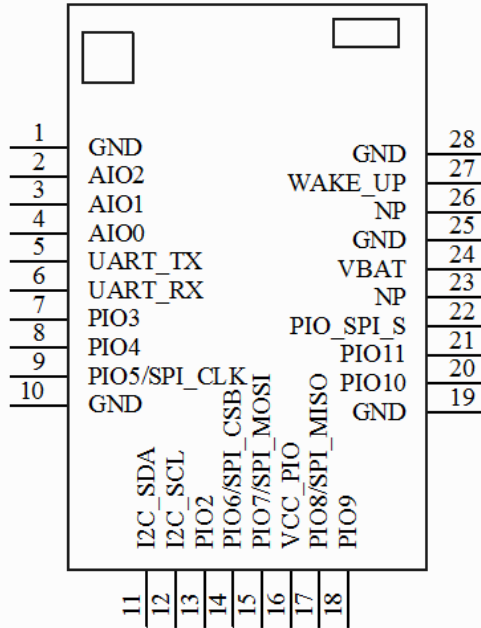 1 GND
2 AIO2
3 AIO1
4 AIO0
5 UART_TX
6 UART_RX
7 PIO3
8 PIO4
9 PIO5/SPI_CLK
10 GND
GND 28
WAKE_UP 27
NP 26
GND 25
VBAT 24
NP 23
PIO_SPI_S 22
PIO11 21
PIO10 20
GND 19
I2C_SDA 11
I2C_SCL 12
PIO2 13
PIO6/SPI_CSB 14
PIO7/SPI_MOSI 15
VCC_PIO 16
PIO8/SPI_MISO 17
PIO9 18